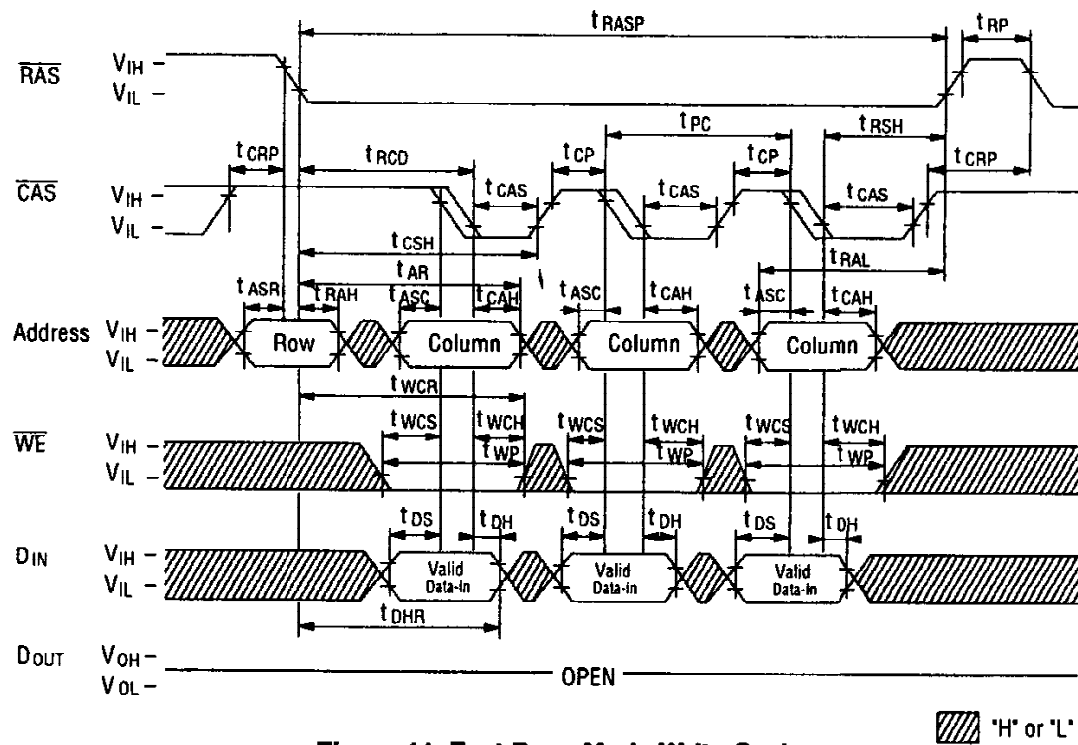 tRASP tRP
RAS VIH
VIL
tPC tRSH
tCRP tRCD tCP tCP tCRP
CAS VIH
VIL
tCAS tCAS tCAS
tCSH
tAR tRAL
tASR tRAH tASC tCAH tASC tCAH tASC tCAH
Address VIH
VIL
Row Column Column Column
tWCR
tWCS tWCH tWCS tWCH tWCS tWCH
WE VIH
VIL
tWP tWP tWP
tDS tDH tDS tDH tDS tDH
DIN VIH
VIL
Valid Data-In Valid Data-In Valid Data-In
tDHR
DOUT VOH
VOL
OPEN
"H" or "L"